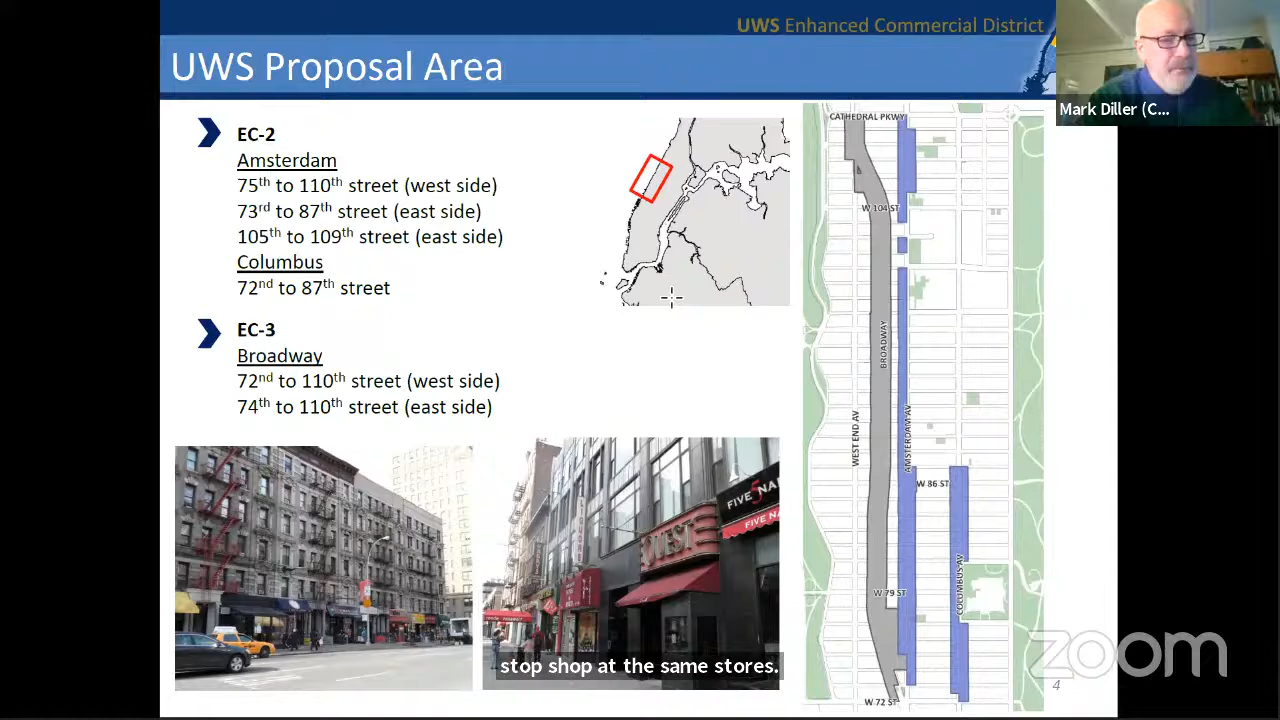 UWS Enhanced Commercial District
UWS Proposal Area
Mark Diller (C...
EC-2
Amsterdam
75th to 110th street (west side)
73rd to 87th street (east side)
105th to 109th street (east side)
Columbus
72nd to 87th street
EC-3
Broadway
72nd to 110th street (west side)
74th to 110th street (east side)
CATHEDRAL PKWY
W 104 ST
BROADWAY
WEST END AV
AMSTERDAM AV
W 86 ST
COLUMBUS AV
W 79 ST
W 72 ST
WEST
FIVE NA
FIVE NA
stop shop at the same stores.
zoom
4